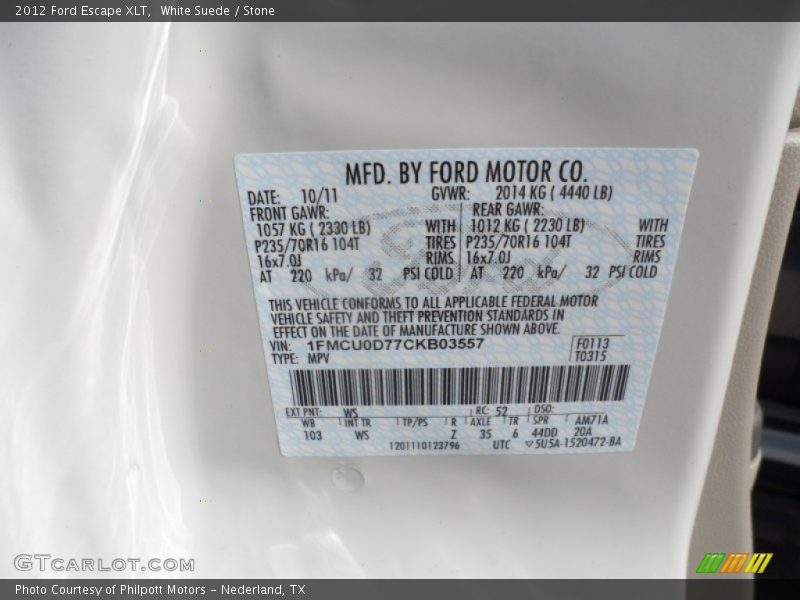 2012 Ford Escape XLT,  White Suede / Stone
MFD. BY FORD MOTOR CO.
DATE: 10/11 GVWR: 2014 KG ( 4440 LB)
FRONT GAWR: REAR GAWR:
1057 KG ( 2330 LB) WITH 1012 KG ( 2230 LB) WITH
P235/70R16 104T TIRES P235/70R16 104T TIRES
16x7.0J RIMS 16x7.0J RIMS
AT 220 kPa/ 32 PSI COLD AT 220 kPa/ 32 PSI COLD
THIS VEHICLE CONFORMS TO ALL APPLICABLE FEDERAL MOTOR
VEHICLE SAFETY AND THEFT PREVENTION STANDARDS IN
EFFECT ON THE DATE OF MANUFACTURE SHOWN ABOVE.
VIN: 1FMCU0D77CKB03557 F0113
TYPE: MPV T0315
EXT PNT: WS RC: 52 DSO:
WB INT TR TP/PS R AXLE TR SPR AM71A
103 WS Z 35 6 44DD 20A
1201110123796 UTC 5U5A-1520472-BA
Ford
GTCARLOT.COM
Photo Courtesy of Philpott Motors - Nederland, TX